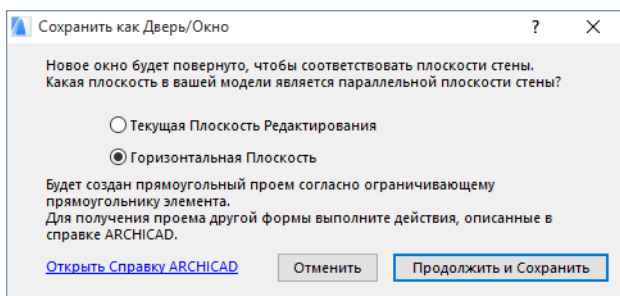 Сохранить как Дверь/Окно
? ×
Новое окно будет повернуто, чтобы соответствовать плоскости стены.
Какая плоскость в вашей модели является параллельной плоскости стены?
Текущая Плоскость Редактирования
Горизонтальная Плоскость
Будет создан прямоугольный проем согласно ограничивающему
прямоугольнику элемента.
Для получения проема другой формы выполните действия, описанные в
справке ARCHICAD.
Открыть Справку ARCHICAD
Отменить
Продолжить и Сохранить